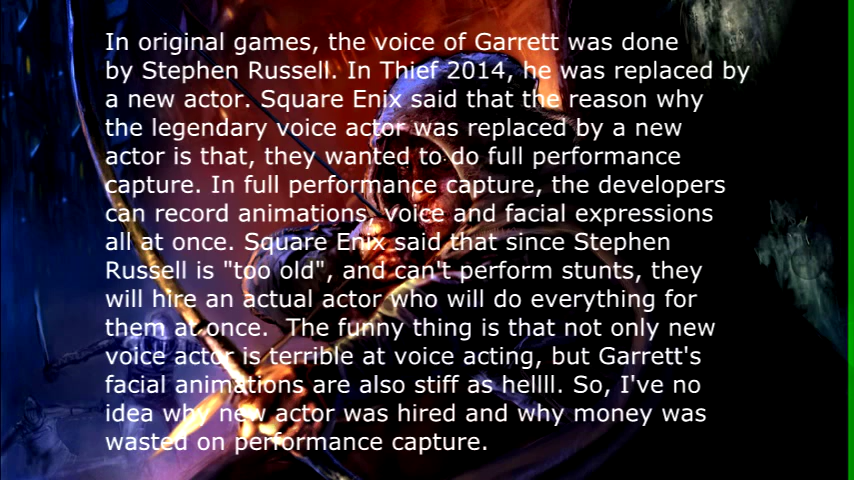 In original games, the voice of Garrett was done
by Stephen Russell. In Thief 2014, he was replaced by
a new actor. Square Enix said that the reason why
the legendary voice actor was replaced by a new
actor is that, they wanted to do full performance
capture. In full performance capture, the developers
can record animations, voice and facial expressions
all at once. Square Enix said that since Stephen
Russell is "too old", and can't perform stunts, they
will hire an actual actor who will do everything for
them at once.  The funny thing is that not only new
voice actor is terrible at voice acting, but Garrett's
facial animations are also stiff as hellll. So, I've no
idea why new actor was hired and why money was
wasted on performance capture.